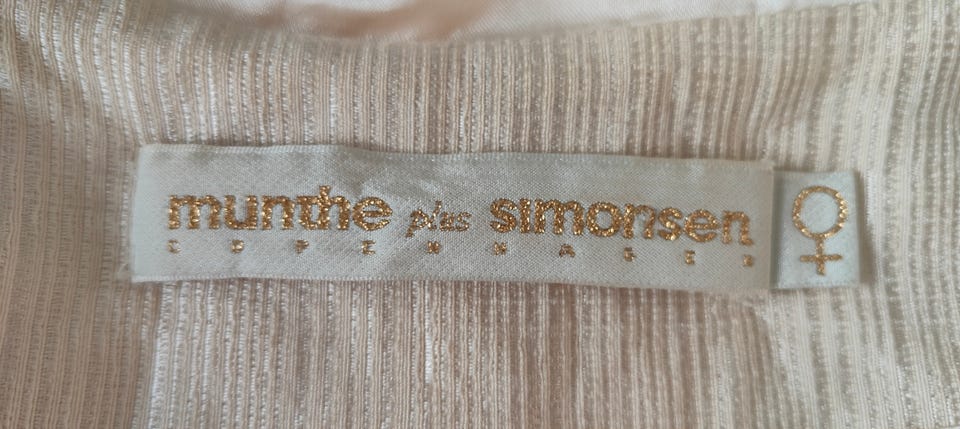 munthe plus simonsen
COPENHAGEN